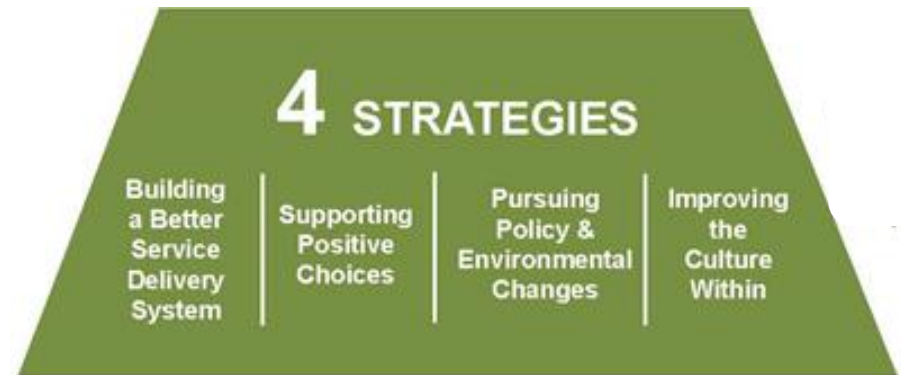 4 STRATEGIES
Building
a Better
Service
Delivery
System
Supporting
Positive
Choices
Pursuing
Policy &
Environmental
Changes
Improving
the
Culture
Within